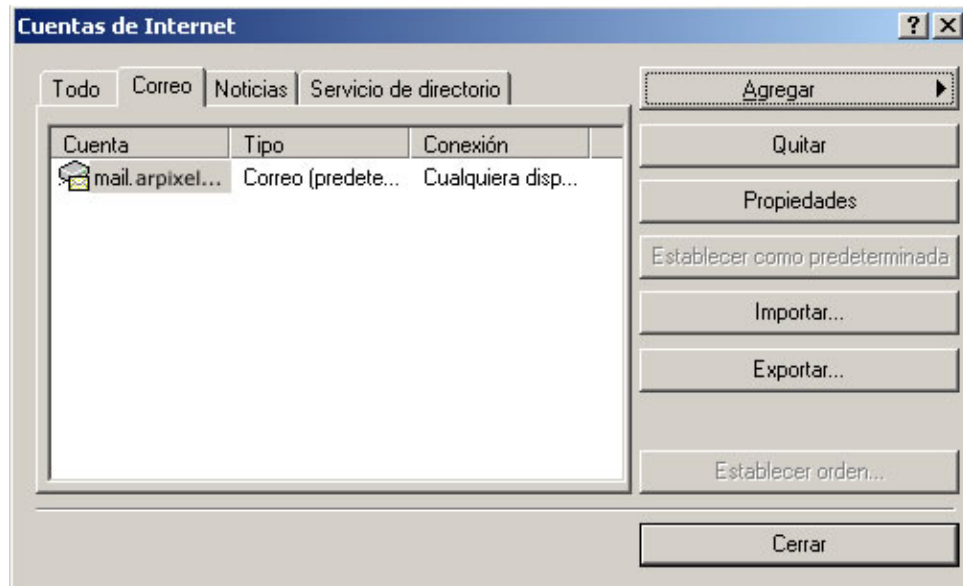 Cuentas de Internet
Todo Correo Noticias Servicio de directorio
Agregar
Cuenta Tipo Conexión
Quitar
mail.arpixel... Correo (predete... Cualquiera disp...
Propiedades
Establecer como predeterminada
Importar...
Exportar...
Establecer orden...
Cerrar